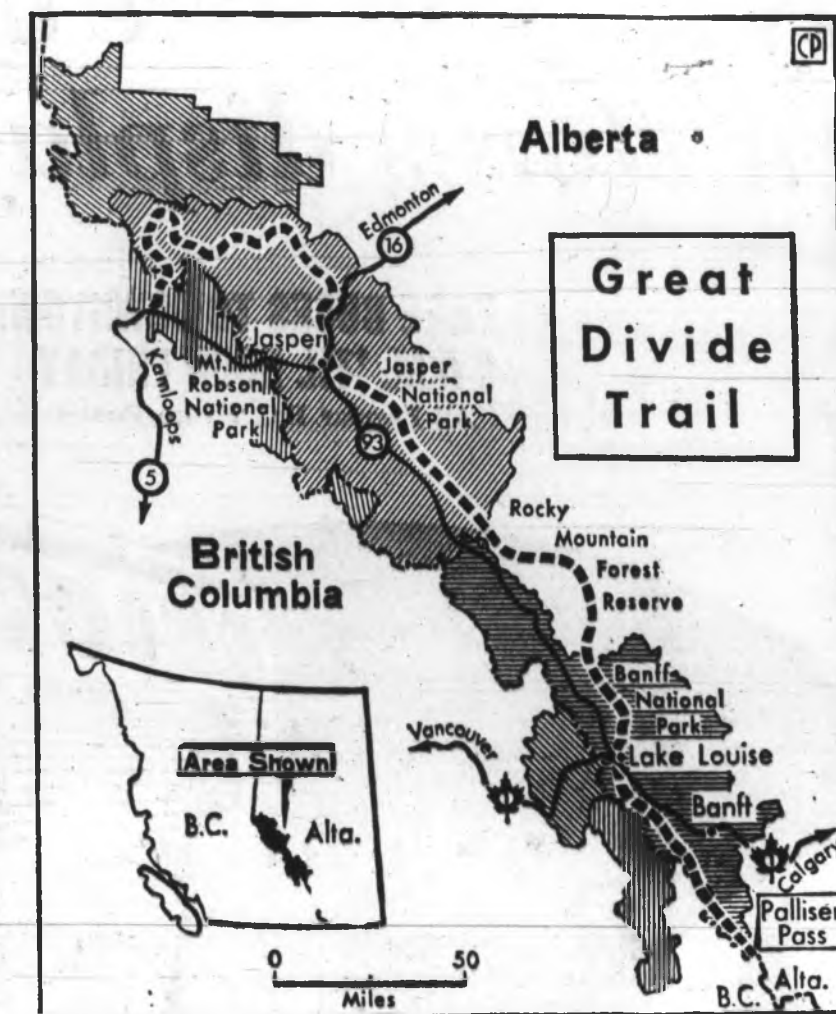 CP
Alberta
Edmonton
16
Great
Divide
Trail
Jasper
Mt.
Robson
National
Park
Jasper
National
Park
Kamloops
93
5
Rocky
Mountain
Forest
Reserve
British
Columbia
Banff
National
Park
Vancouver
Lake Louise
1
Banff
1
Calgary
Area Shown
B.C.
Alta.
Palliser
Pass
0 50
Miles
Alta.
B.C.